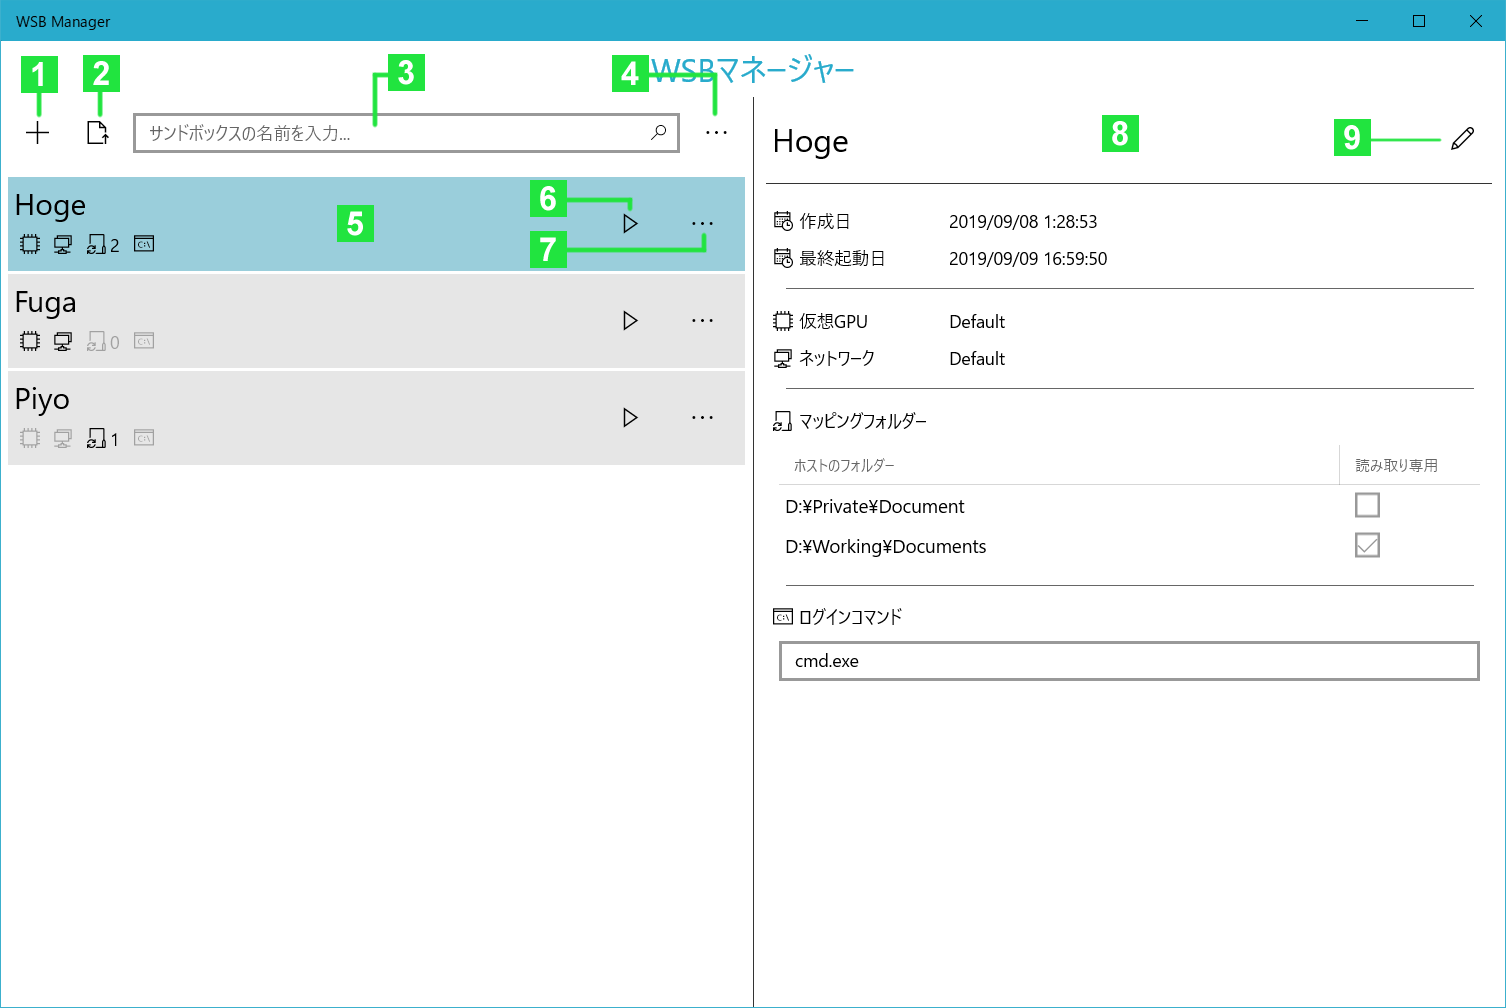 WSB Manager
WSBマネージャー
1
2
3
4
サンドボックスの名前を入力...
Hoge
5
6
7
2
C:\
Fuga
0
C:\
Piyo
1
C:\
Hoge
8
9
作成日 2019/09/08 1:28:53
最終起動日 2019/09/09 16:59:50
仮想GPU Default
ネットワーク Default
マッピングフォルダー
ホストのフォルダー 読み取り専用
D:¥Private¥Document
D:¥Working¥Documents
C:\ ログインコマンド
cmd.exe